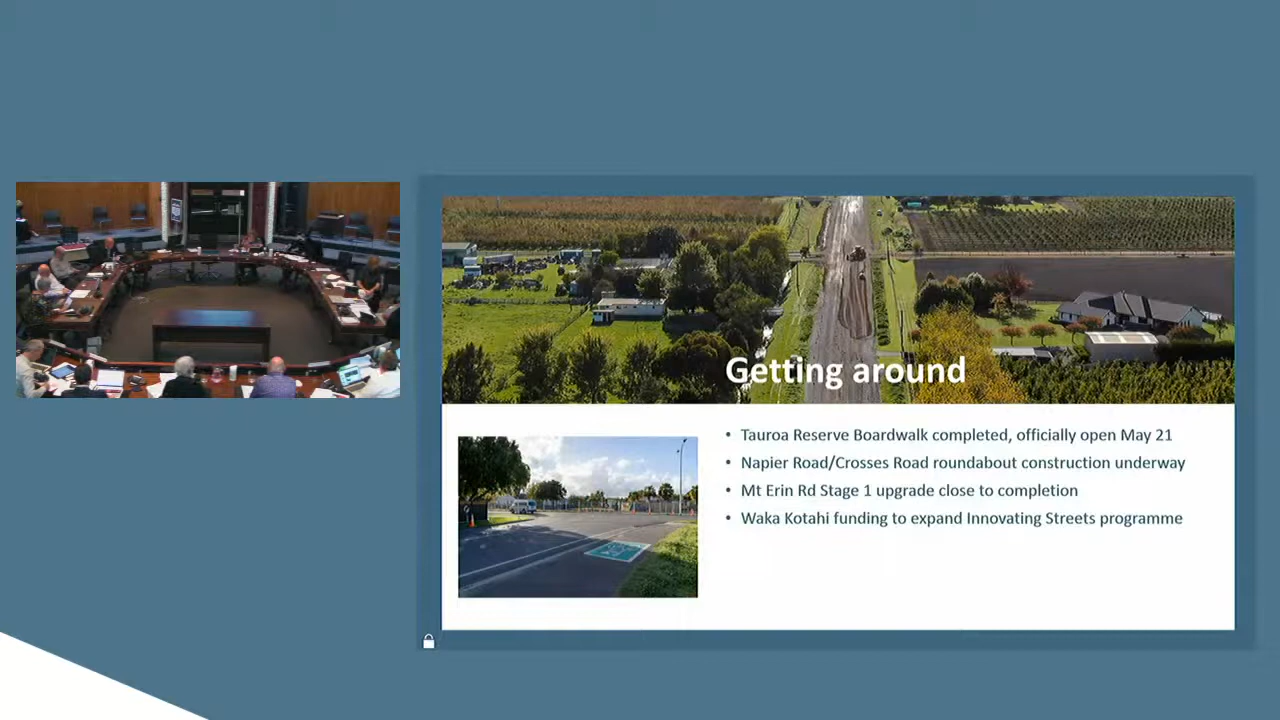 Getting around
• Tauroa Reserve Boardwalk completed, officially open May 21
• Napier Road/Crosses Road roundabout construction underway
• Mt Erin Rd Stage 1 upgrade close to completion
• Waka Kotahi funding to expand Innovating Streets programme